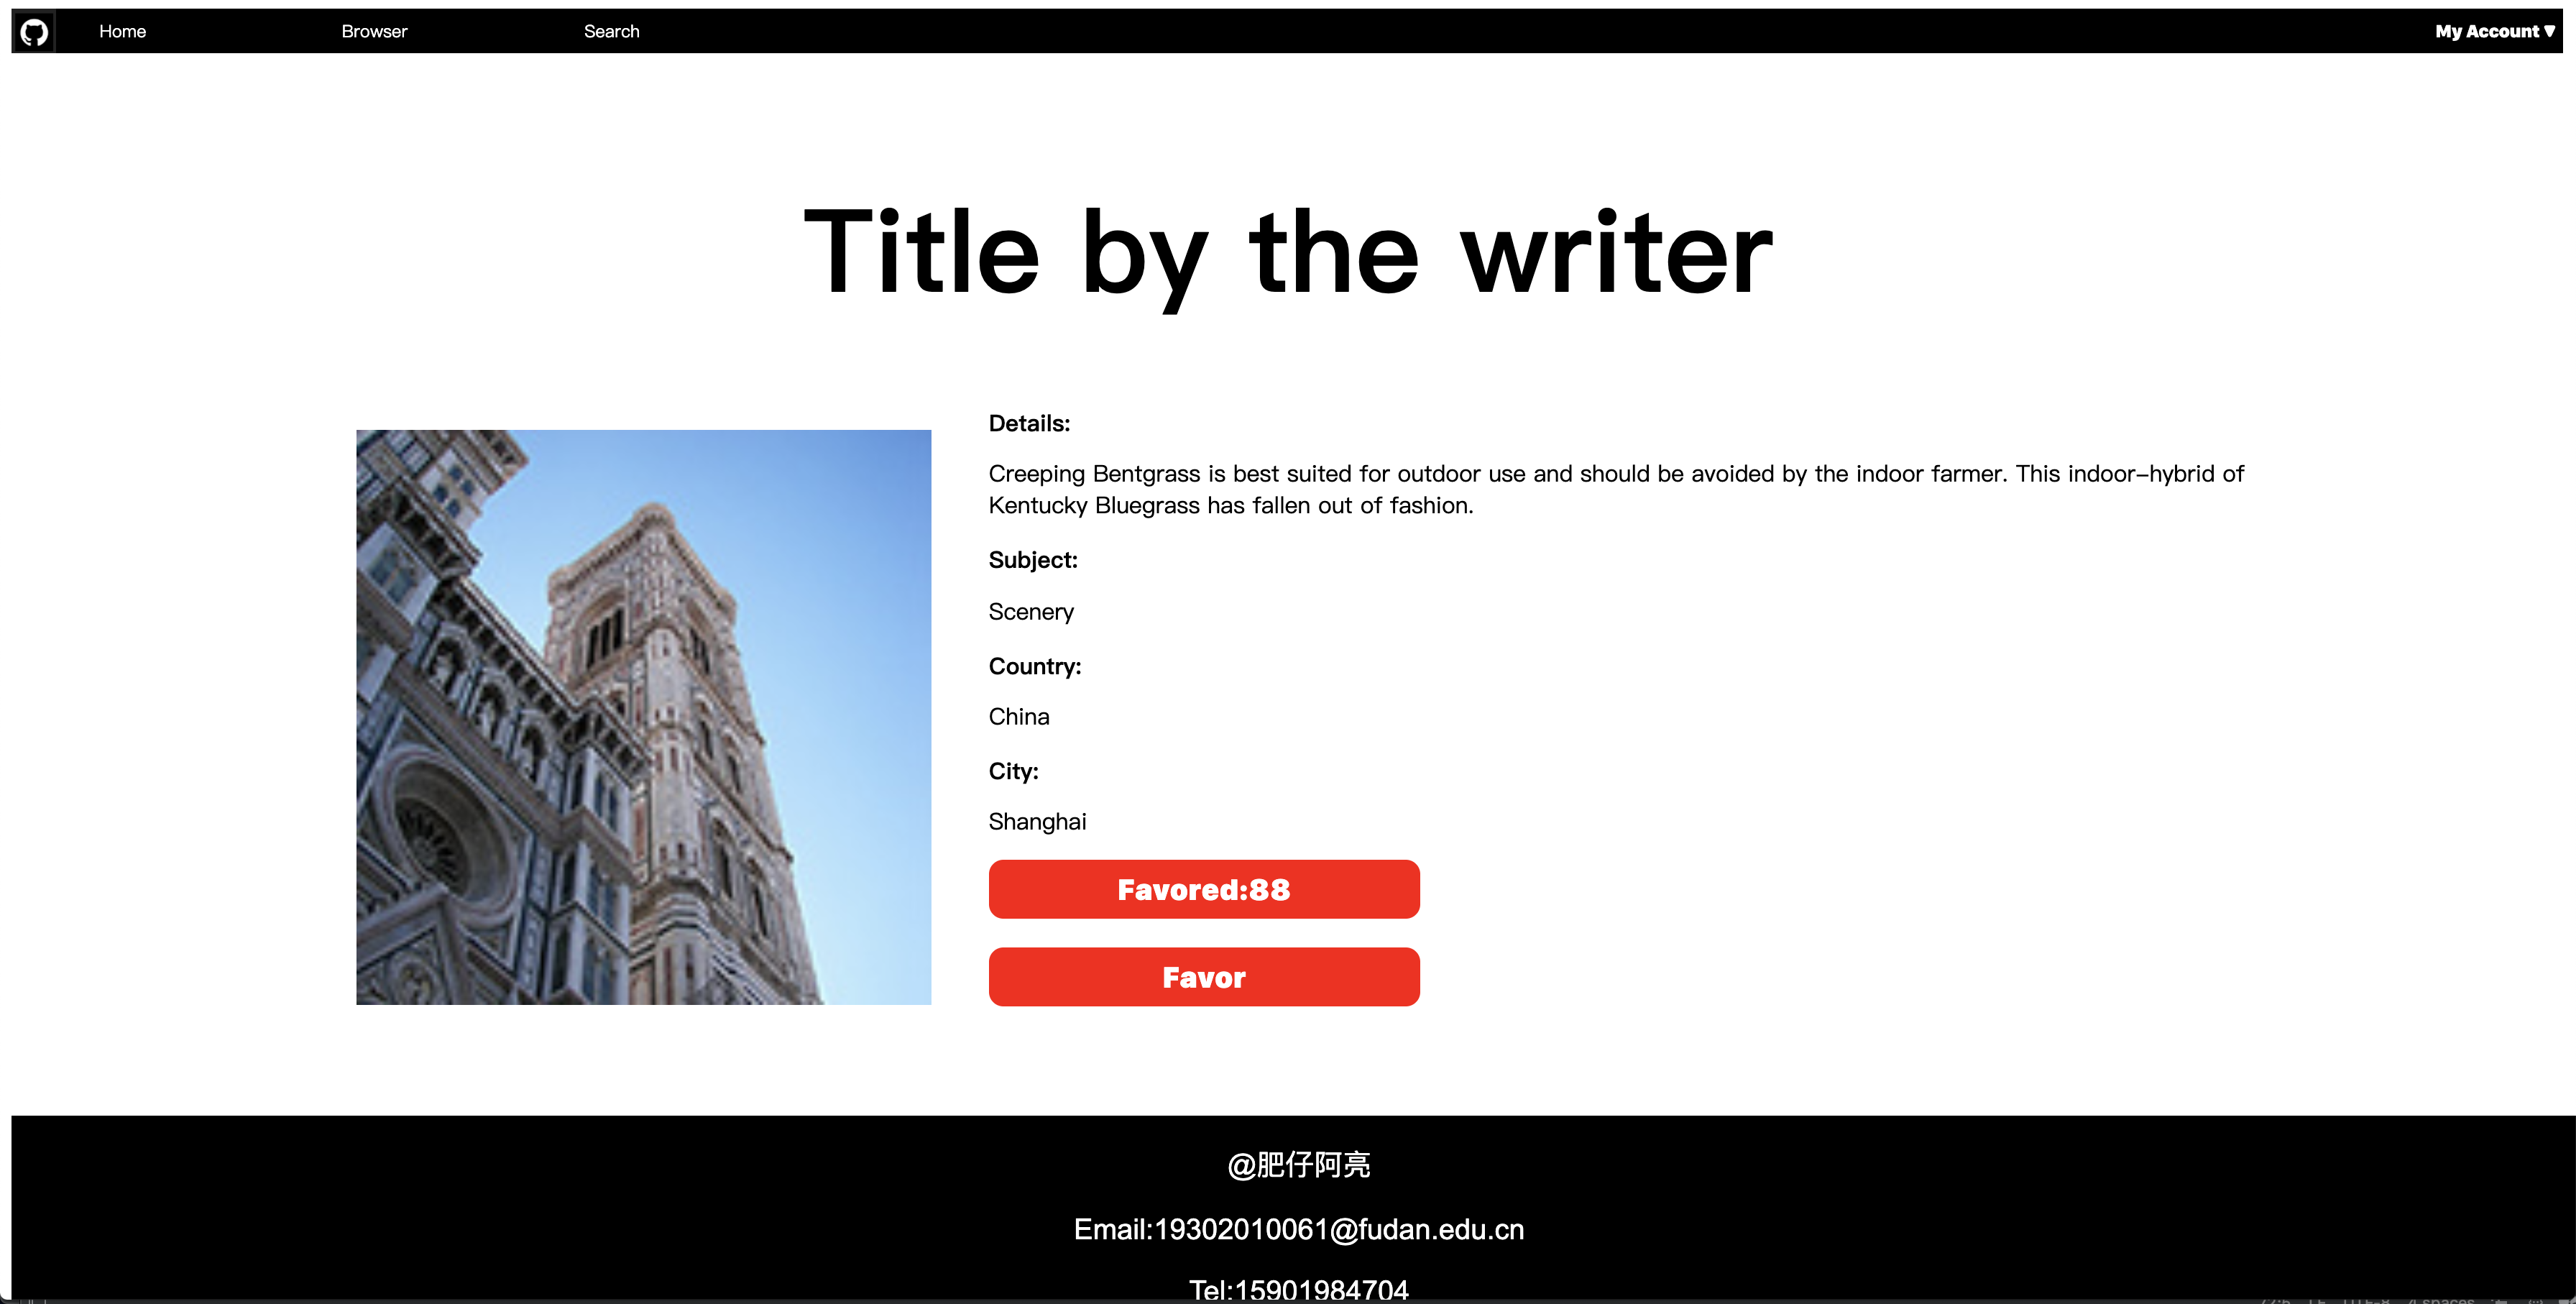 Home
Browser
Search
My Account ▼
Title by the writer
Details:
Creeping Bentgrass is best suited for outdoor use and should be avoided by the indoor farmer. This indoor-hybrid of
Kentucky Bluegrass has fallen out of fashion.
Subject:
Scenery
Country:
China
City:
Shanghai
Favored:88
Favor
@肥仔阿亮
Email:19302010061@fudan.edu.cn
Tel:15901984704